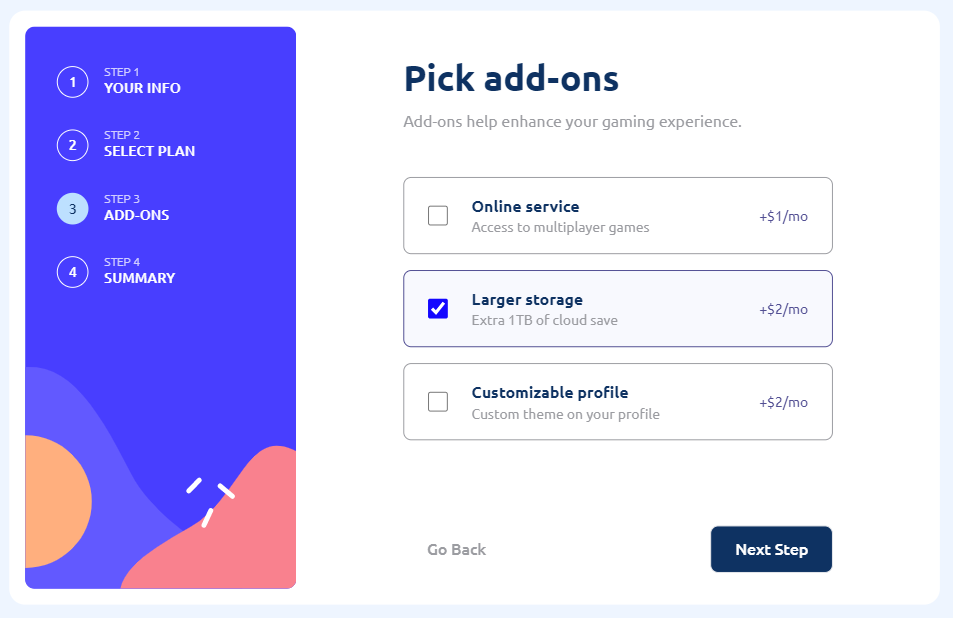 1
STEP 1
YOUR INFO
2
STEP 2
SELECT PLAN
3
STEP 3
ADD-ONS
4
STEP 4
SUMMARY
Pick add-ons
Add-ons help enhance your gaming experience.
Online service
Access to multiplayer games
+$1/mo
Larger storage
Extra 1TB of cloud save
+$2/mo
Customizable profile
Custom theme on your profile
+$2/mo
Go Back
Next Step